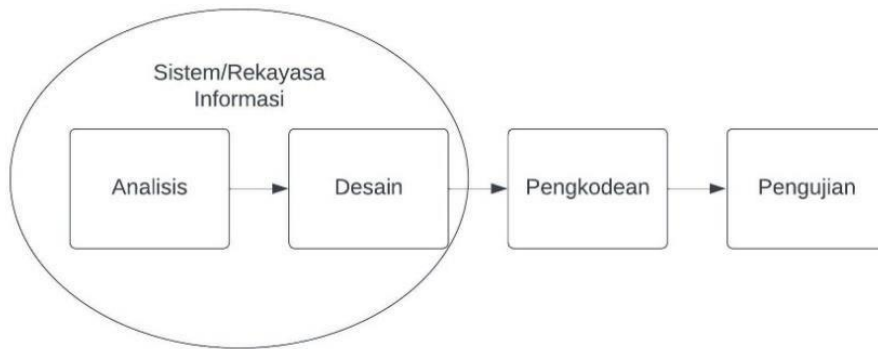 Sistem/Rekayasa
Informasi
Analisis
Desain
Pengkodean
Pengujian